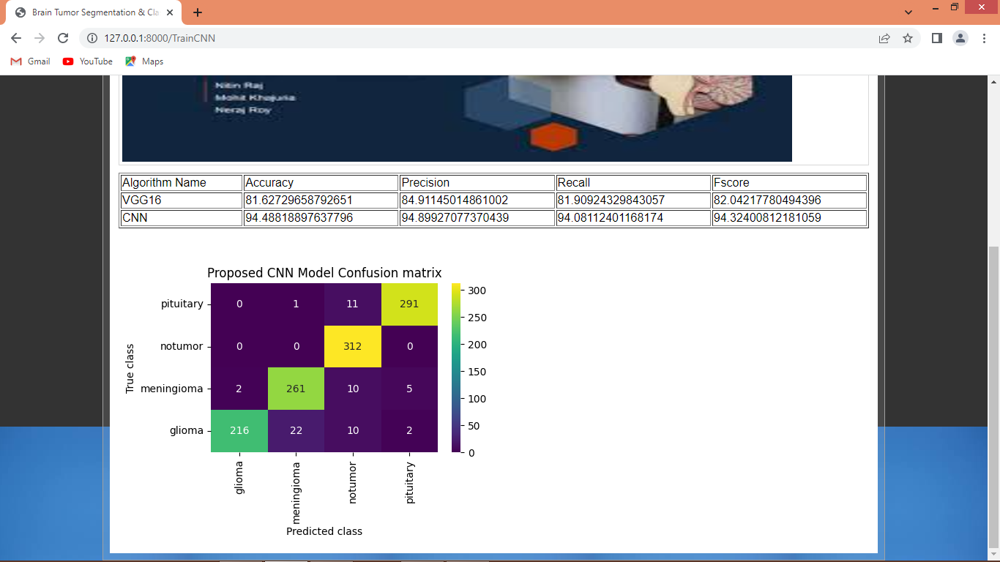 Brain Tumor Segmentation & Cla
127.0.0.1:8000/TrainCNN
Gmail YouTube Maps
Nitin Raj
Mohit Khajuria
Neraj Roy
Algorithm Name Accuracy Precision Recall Fscore
VGG16 81.62729658792651 84.91145014861002 81.90924329843057 82.04217780494396
CNN 94.48818897637796 94.89927077370439 94.08112401168174 94.32400812181059
Proposed CNN Model Confusion matrix
pituitary 0 1 11 291
notumor 0 0 312 0
meningioma 2 261 10 5
glioma 216 22 10 2
True class
glioma meningioma notumor pituitary
Predicted class
300
250
200
150
100
50
0